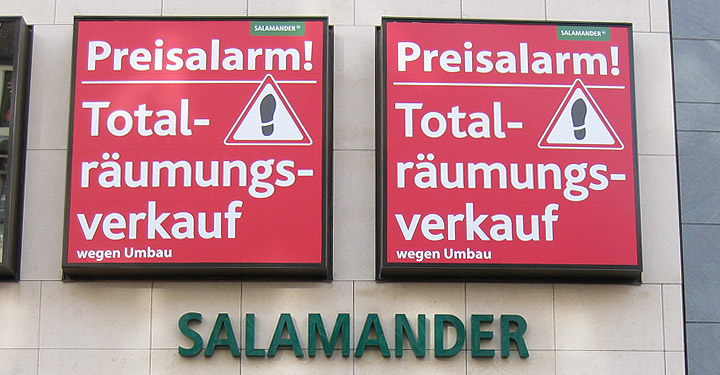 SALAMANDER
Preisalarm!
Total-
räumungs-
verkauf
wegen Umbau
SALAMANDER
Preisalarm!
Total-
räumungs-
verkauf
wegen Umbau
SALAMANDER